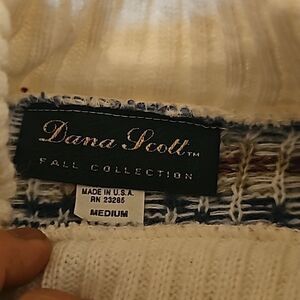 Dana Scott™
FALL COLLECTION
MADE IN U.S.A.
RN 23285
MEDIUM